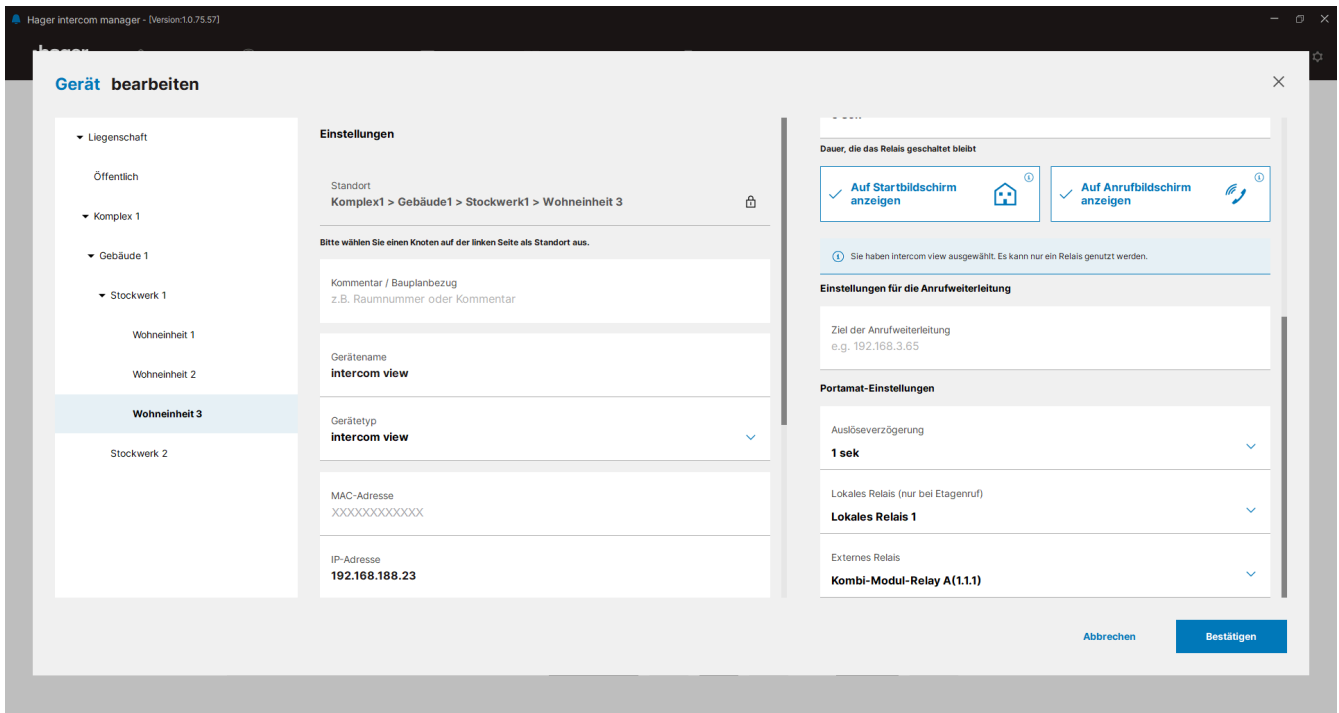 Hager intercom manager - [Version:1.0.75.57]
Gerät bearbeiten
Liegenschaft
Öffentlich
Komplex 1
Gebäude 1
Stockwerk 1
Wohneinheit 1
Wohneinheit 2
Wohneinheit 3
Stockwerk 2
Einstellungen
Standort
Komplex1 > Gebäude1 > Stockwerk1 > Wohneinheit 3
Bitte wählen Sie einen Knoten auf der linken Seite als Standort aus.
Kommentar / Bauplanbezug
z.B. Raumnummer oder Kommentar
Gerätename
intercom view
Gerätetyp
intercom view
MAC-Adresse
XXXXXXXXXXXX
IP-Adresse
192.168.188.23
Dauer, die das Relais geschaltet bleibt
Auf Startbildschirm
anzeigen
Auf Anrufbildschirm
anzeigen
Sie haben intercom view ausgewählt. Es kann nur ein Relais genutzt werden.
Einstellungen für die Anrufweiterleitung
Ziel der Anrufweiterleitung
e.g. 192.168.3.65
Portamat-Einstellungen
Auslöseverzögerung
1 sek
Lokales Relais (nur bei Etagenruf)
Lokales Relais 1
Externes Relais
Kombi-Modul-Relay A(1.1.1)
Abbrechen
Bestätigen